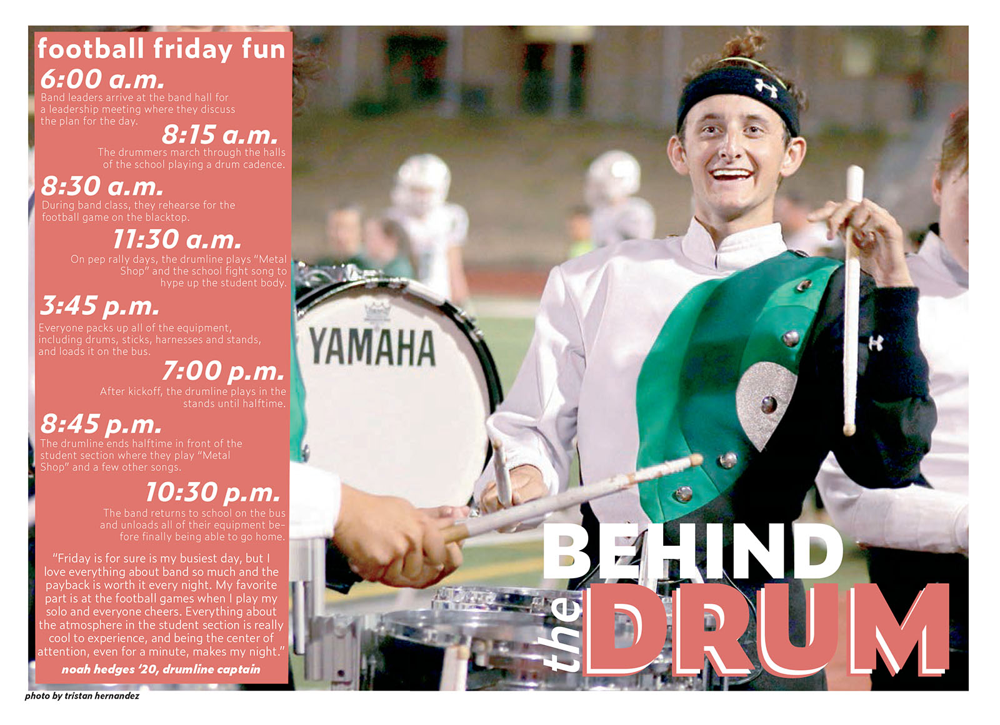 football friday fun
6:00 a.m.
Band leaders arrive at the band hall for
a leadership meeting where they discuss
the plan for the day.
8:15 a.m.
The drummers march through the halls
of the school playing a drum cadence.
8:30 a.m.
During band class, they rehearse for the
football game on the blacktop.
11:30 a.m.
On pep rally days, the drumline plays “Metal
Shop” and the school fight song to
hype up the student body.
3:45 p.m.
Everyone packs up all of the equipment,
including drums, sticks, harnesses and stands,
and loads it on the bus.
7:00 p.m.
After kickoff, the drumline plays in the
stands until halftime.
8:45 p.m.
The drumline ends halftime in front of the
student section where they play “Metal
Shop” and a few other songs.
10:30 p.m.
The band returns to school on the bus
and unloads all of their equipment be-
fore finally being able to go home.
“Friday is for sure is my busiest day, but I
love everything about band so much and the
payback is worth it every night. My favorite
part is at the football games when I play my
solo and everyone cheers. Everything about
the atmosphere in the student section is really
cool to experience, and being the center of
attention, even for a minute, makes my night.”
noah hedges ‘20, drumline captain
photo by tristan hernandez
YAMAHA
BEHIND
the
DRUM